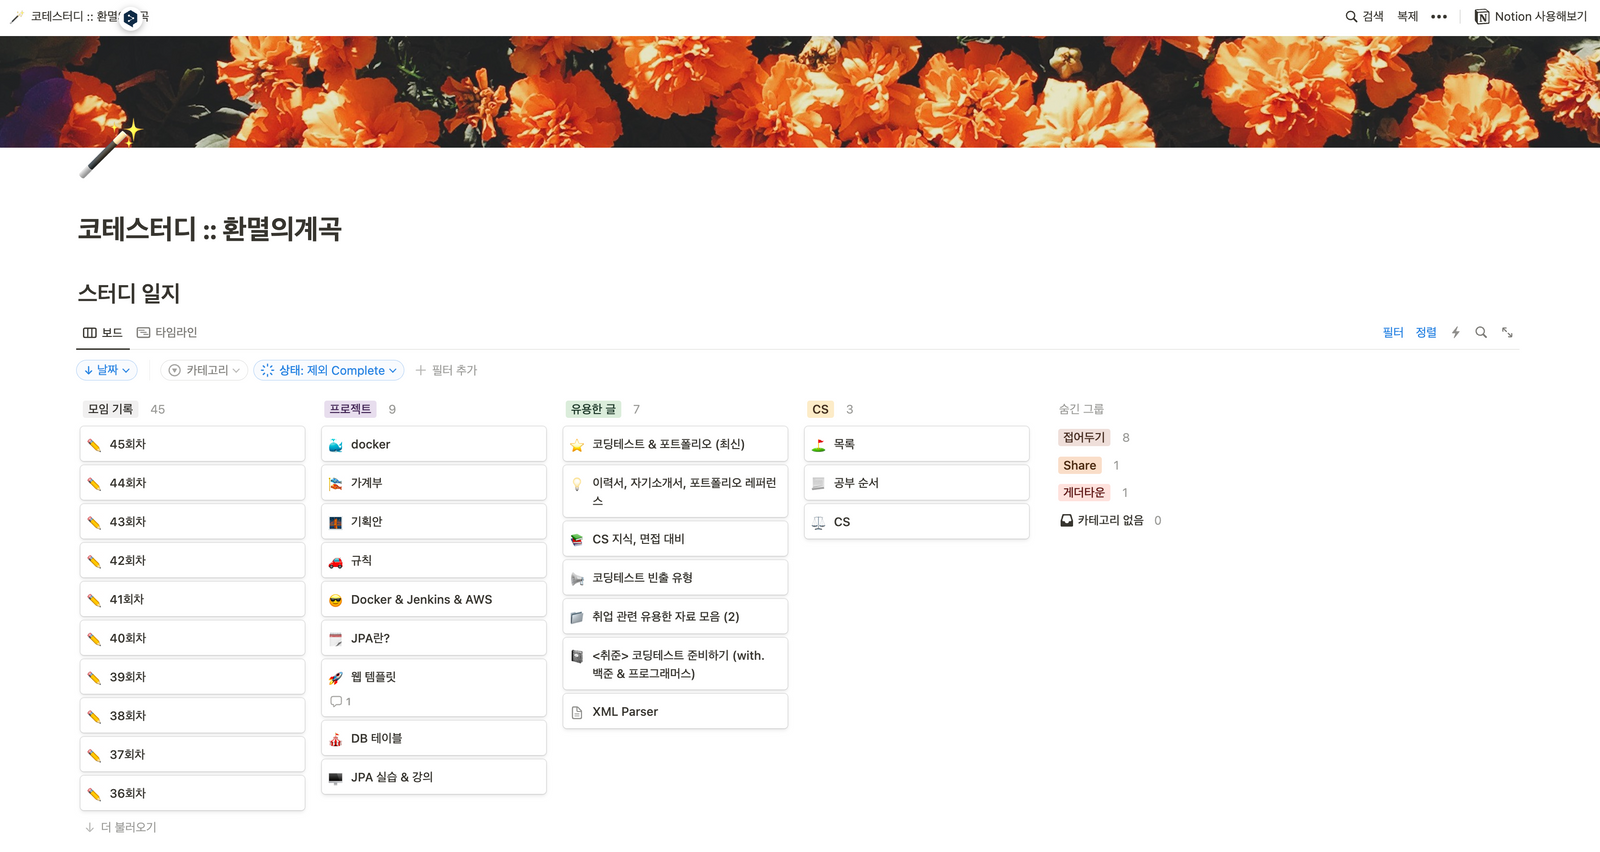 코테스터디 :: 환멸의계곡
검색 복제 ••• Notion 사용해보기
코테스터디 :: 환멸의계곡
스터디 일지
보드 타임라인
필터 정렬
날짜 카테고리 상태: 제외 Complete + 필터 추가
모임 기록 45
45회차
44회차
43회차
42회차
41회차
40회차
39회차
38회차
37회차
36회차
더 불러오기
프로젝트 9
docker
가계부
기획안
규칙
Docker & Jenkins & AWS
JPA란?
웹 템플릿
1
DB 테이블
JPA 실습 & 강의
유용한 글 7
코딩테스트 & 포트폴리오 (최신)
이력서, 자기소개서, 포트폴리오 레퍼런
스
CS 지식, 면접 대비
코딩테스트 빈출 유형
취업 관련 유용한 자료 모음 (2)
<취준> 코딩테스트 준비하기 (with.
백준 & 프로그래머스)
XML Parser
CS 3
목록
공부 순서
CS
숨긴 그룹
접어두기 8
Share 1
게더타운 1
카테고리 없음 0